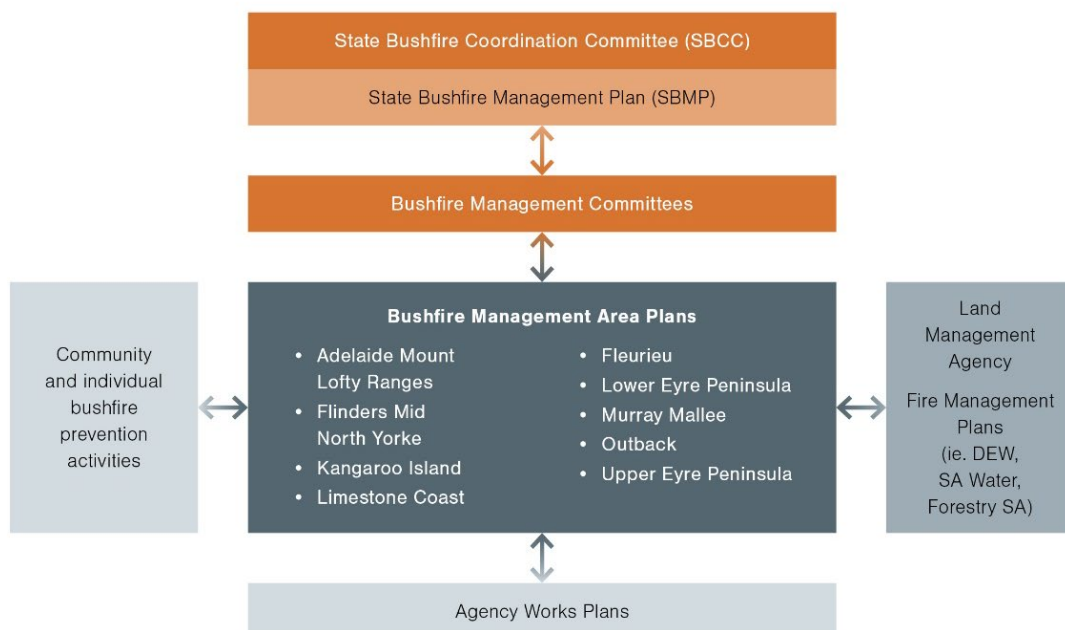 State Bushfire Coordination Committee (SBCC)
State Bushfire Management Plan (SBMP)
Bushfire Management Committees
Community
and individual
bushfire
prevention
activities
Bushfire Management Area Plans
• Adelaide Mount
Lofty Ranges
• Flinders Mid
North Yorke
• Kangaroo Island
• Limestone Coast
• Fleurieu
• Lower Eyre Peninsula
• Murray Mallee
• Outback
• Upper Eyre Peninsula
Land
Management
Agency
Fire Management
Plans
(ie. DEW,
SA Water,
Forestry SA)
Agency Works Plans